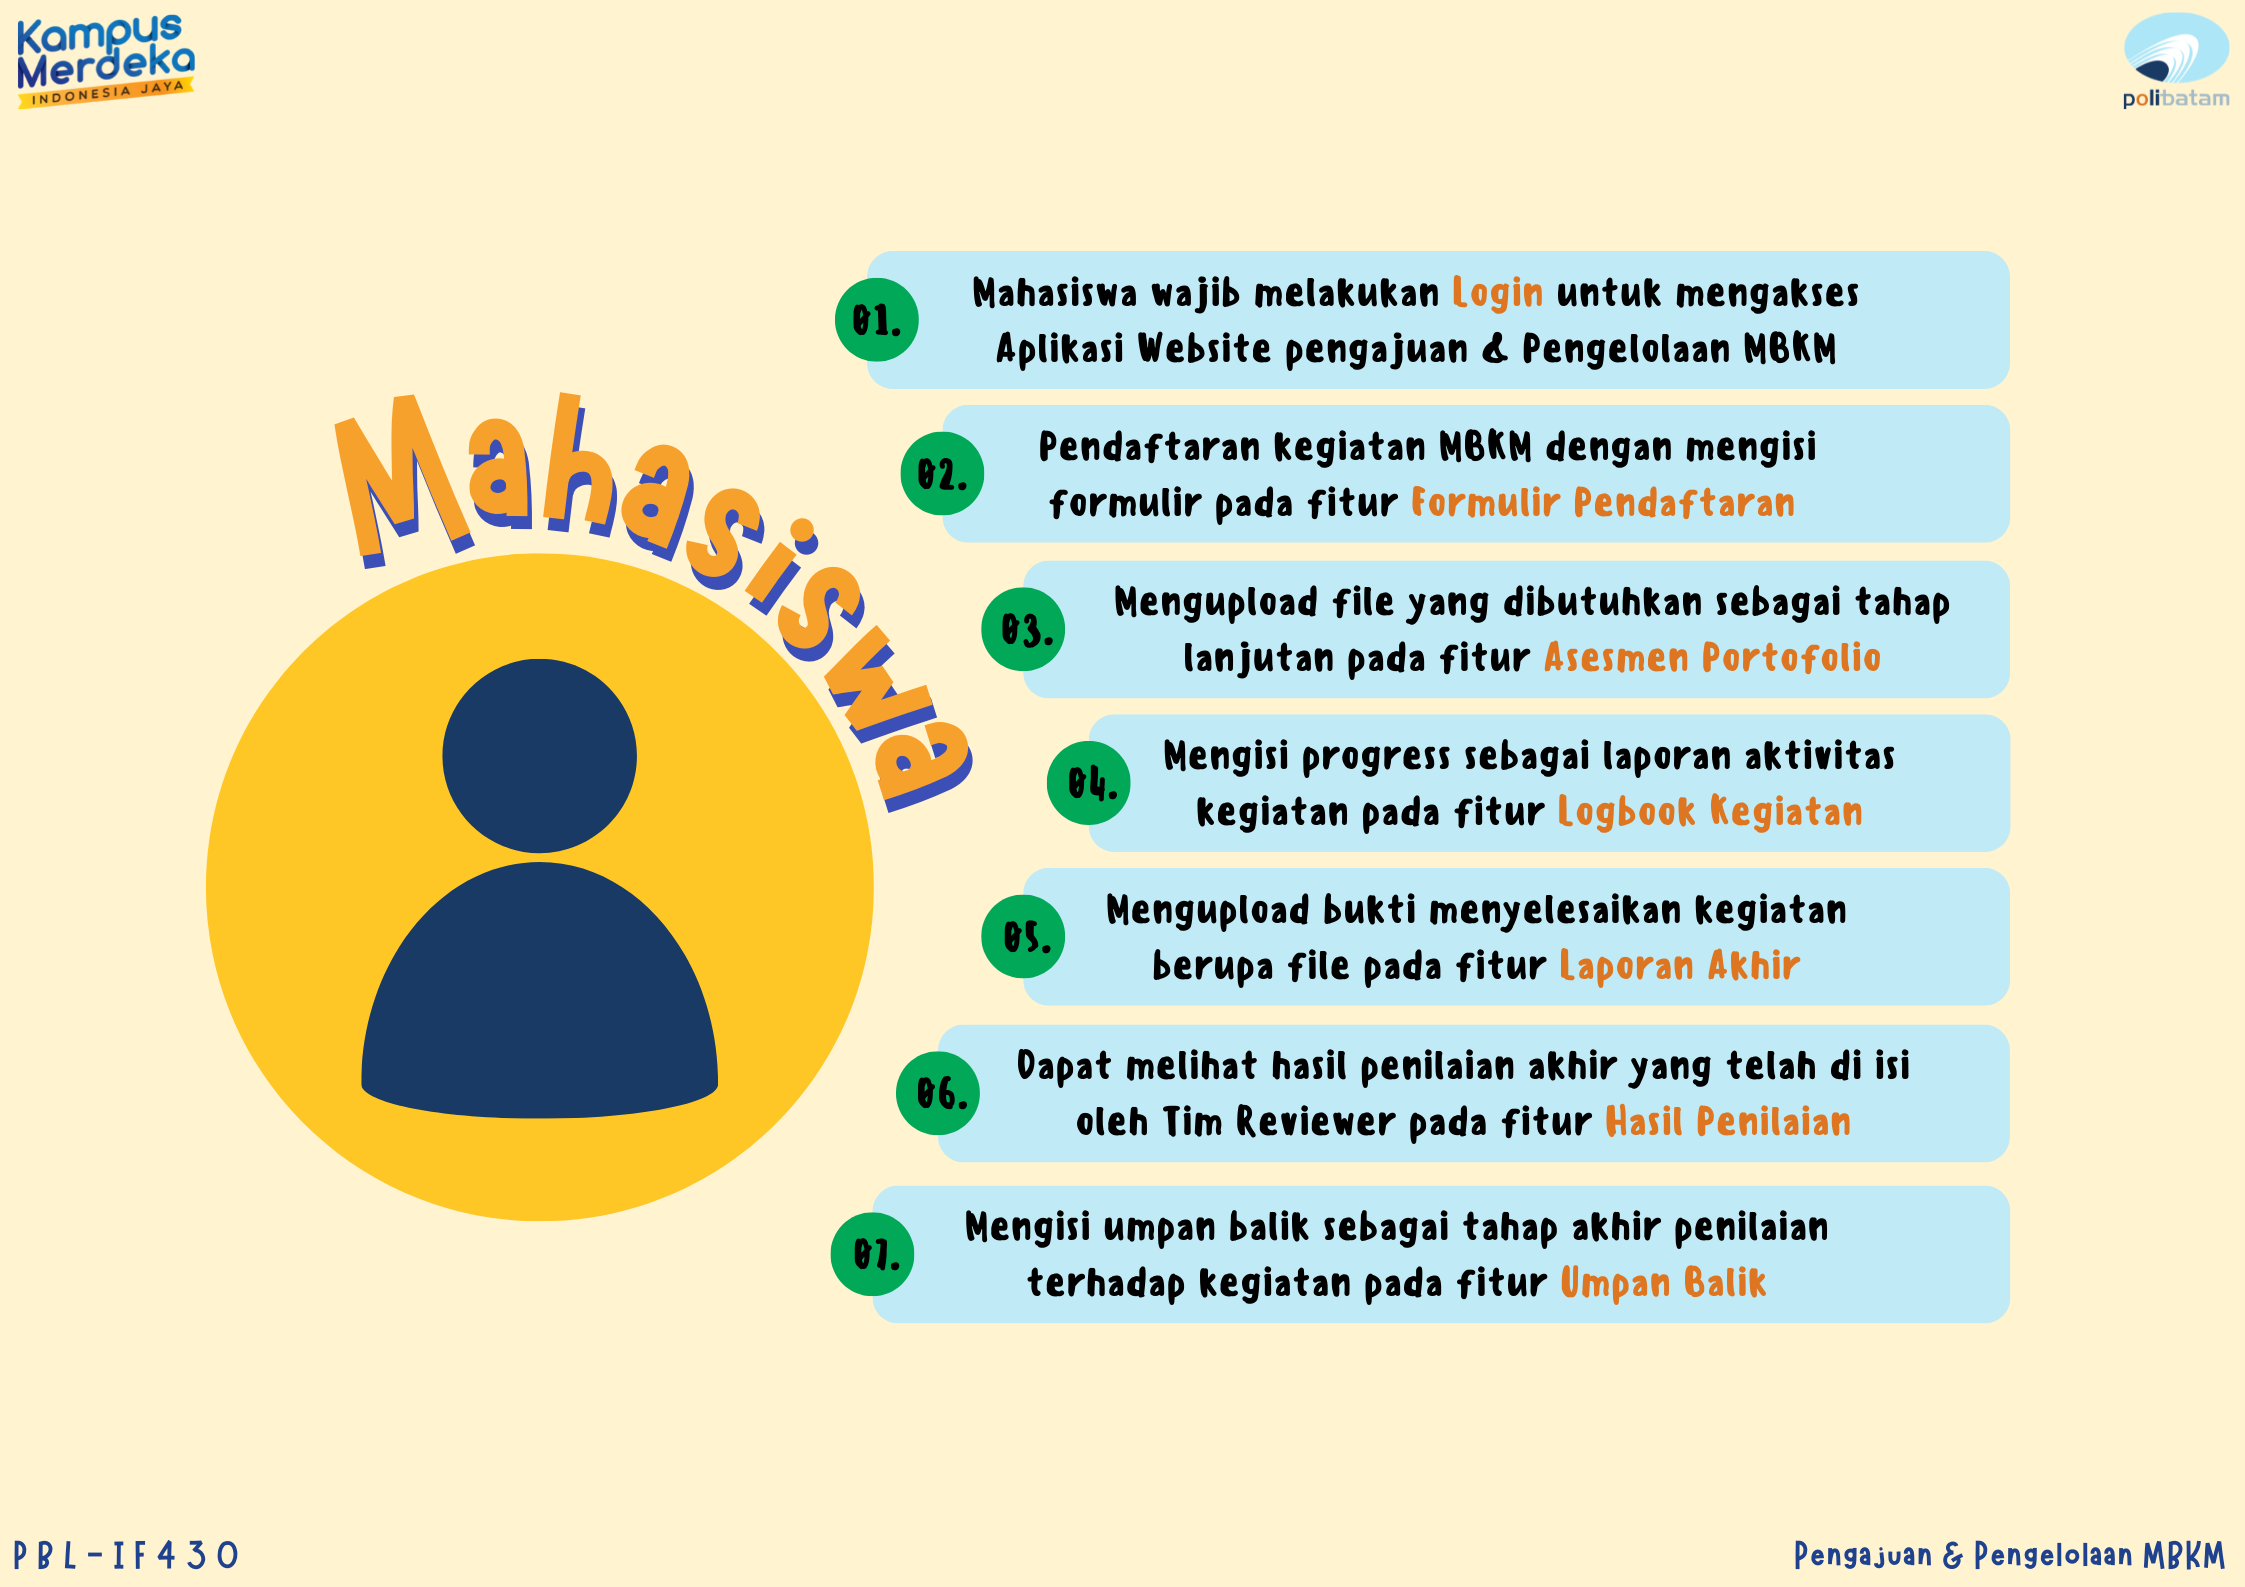 Kampus
Merdeka
INDONESIA JAYA
polibatam
Mahasiswa
01.
Mahasiswa wajib melakukan Login untuk mengakses
Aplikasi Website pengajuan & Pengelolaan MBKM
02.
Pendaftaran kegiatan MBKM dengan mengisi
formulir pada fitur Formulir Pendaftaran
03.
Mengupload file yang dibutuhkan sebagai tahap
lanjutan pada fitur Asesmen Portofolio
04.
Mengisi progress sebagai laporan aktivitas
kegiatan pada fitur Logbook Kegiatan
05.
Mengupload bukti menyelesaikan kegiatan
berupa file pada fitur Laporan Akhir
06.
Dapat melihat hasil penilaian akhir yang telah di isi
oleh Tim Reviewer pada fitur Hasil Penilaian
07.
Mengisi umpan balik sebagai tahap akhir penilaian
terhadap kegiatan pada fitur Umpan Balik
PBL-IF430
Pengajuan & Pengelolaan MBKM